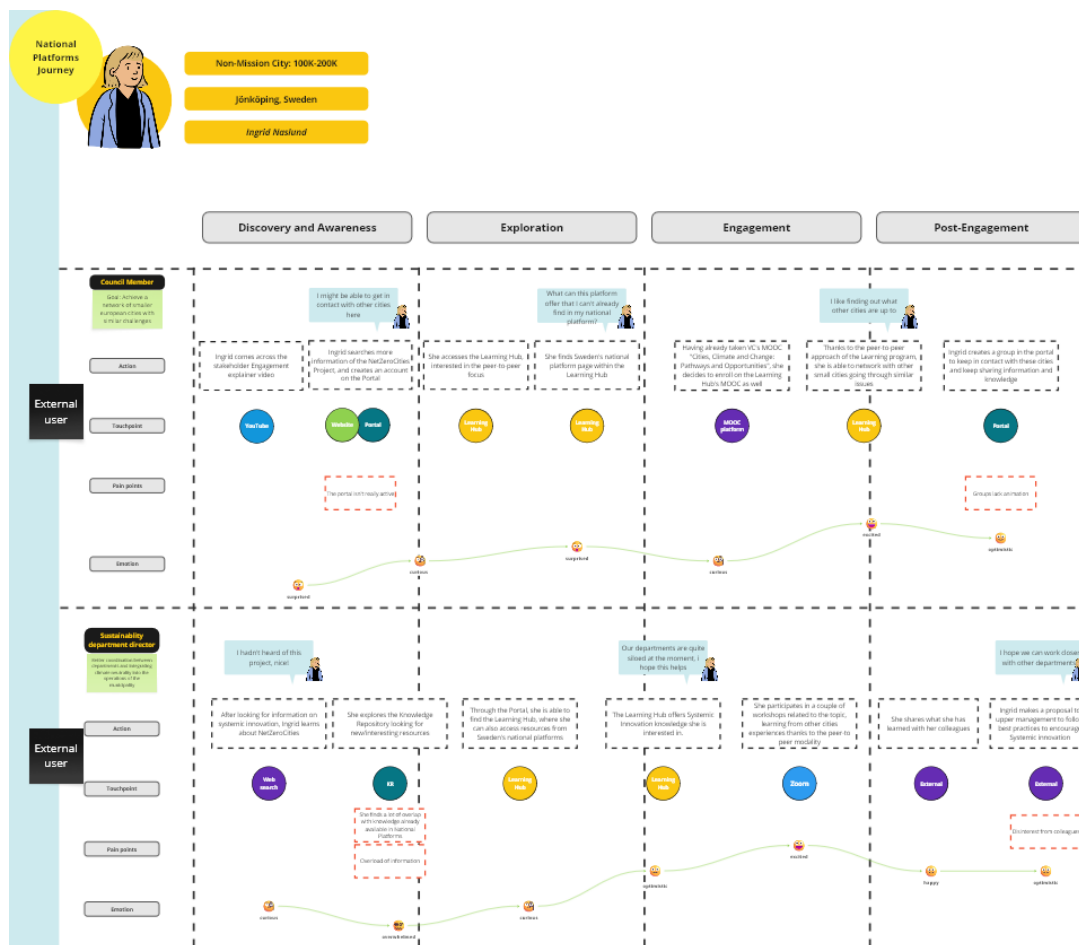 National
Platforms
Journey
Non-Mission City: 100K-200K
Jönköping, Sweden
Ingrid Naslund
Discovery and Awareness
Exploration
Engagement
Post-Engagement
Council Member
Goal: Achieve a
network of smaller
european cities with
similar challenges
I might be able to get in
contact with other cities
here
What can this platform
offer that I can't already
find in my national
platform?
I like finding out what
other cities are up to
External
user
Action
Ingrid comes across the
stakeholder Engagement
explainer video
Ingrid searches more
information of the NetZeroCities
Project, and creates an account
on the Portal
She accesses the Learning Hub,
interested in the peer-to-peer
focus
She finds Sweden's national
platform page within the
Learning Hub
Having already taken VC's MOOC
"Cities, Climate and Change:
Pathways and Opportunities", she
decides to enroll on the Learning
Hub's MOOC as well
Thanks to the peer-to-peer
approach of the Learning program,
she is able to network with other
small cities going through similar
issues
Ingrid creates a group in the portal
to keep in contact with these cities
and keep sharing information and
knowledge
Touchpoint
YouTube
Website
Portal
Learning
Hub
Learning
Hub
MOOC
platform
Learning
Hub
Portal
Pain points
The portal isn't really active
Groups lack animation
Emotion
surprised
curious
surprised
curious
excited
optimistic
Sustainablity
department director
departments and integrating
climate neutrality into the
operations of the
municipality
I hadn't heard of this
project, nice!
Our departments are quite
siloed at the moment, i
hope this helps
I hope we can work closer
with other departments
External
user
Action
After looking for information on
systemic innovation, Ingrid learns
about NetZeroCities
She explores the Knowledge
Repository looking for
new/interesting resources
Through the Portal, she is able to
find the Learning Hub, where she
can also access resources from
Sweden's national platforms
The Learning Hub offers Systemic
Innovation knowledge she is
interested in.
She participates in a couple of
workshops related to the topic,
learning from other cities
experiences thanks to the peer-to
peer modality
She shares what she has
learned with her colleagues
Ingrid makes a proposal to
upper management to follo
best practices to encourage
Systemic innovation
Touchpoint
Web
search
KR
Learning
Hub
Learning
Hub
Zoom
External
External
Pain points
She finds a lot of overlap
with knowledge already
available in National
Platforms
Overload of information
from colleagues
Emotion
curious
overwhelmed
curious
optimistic
excited
happy
optimistic